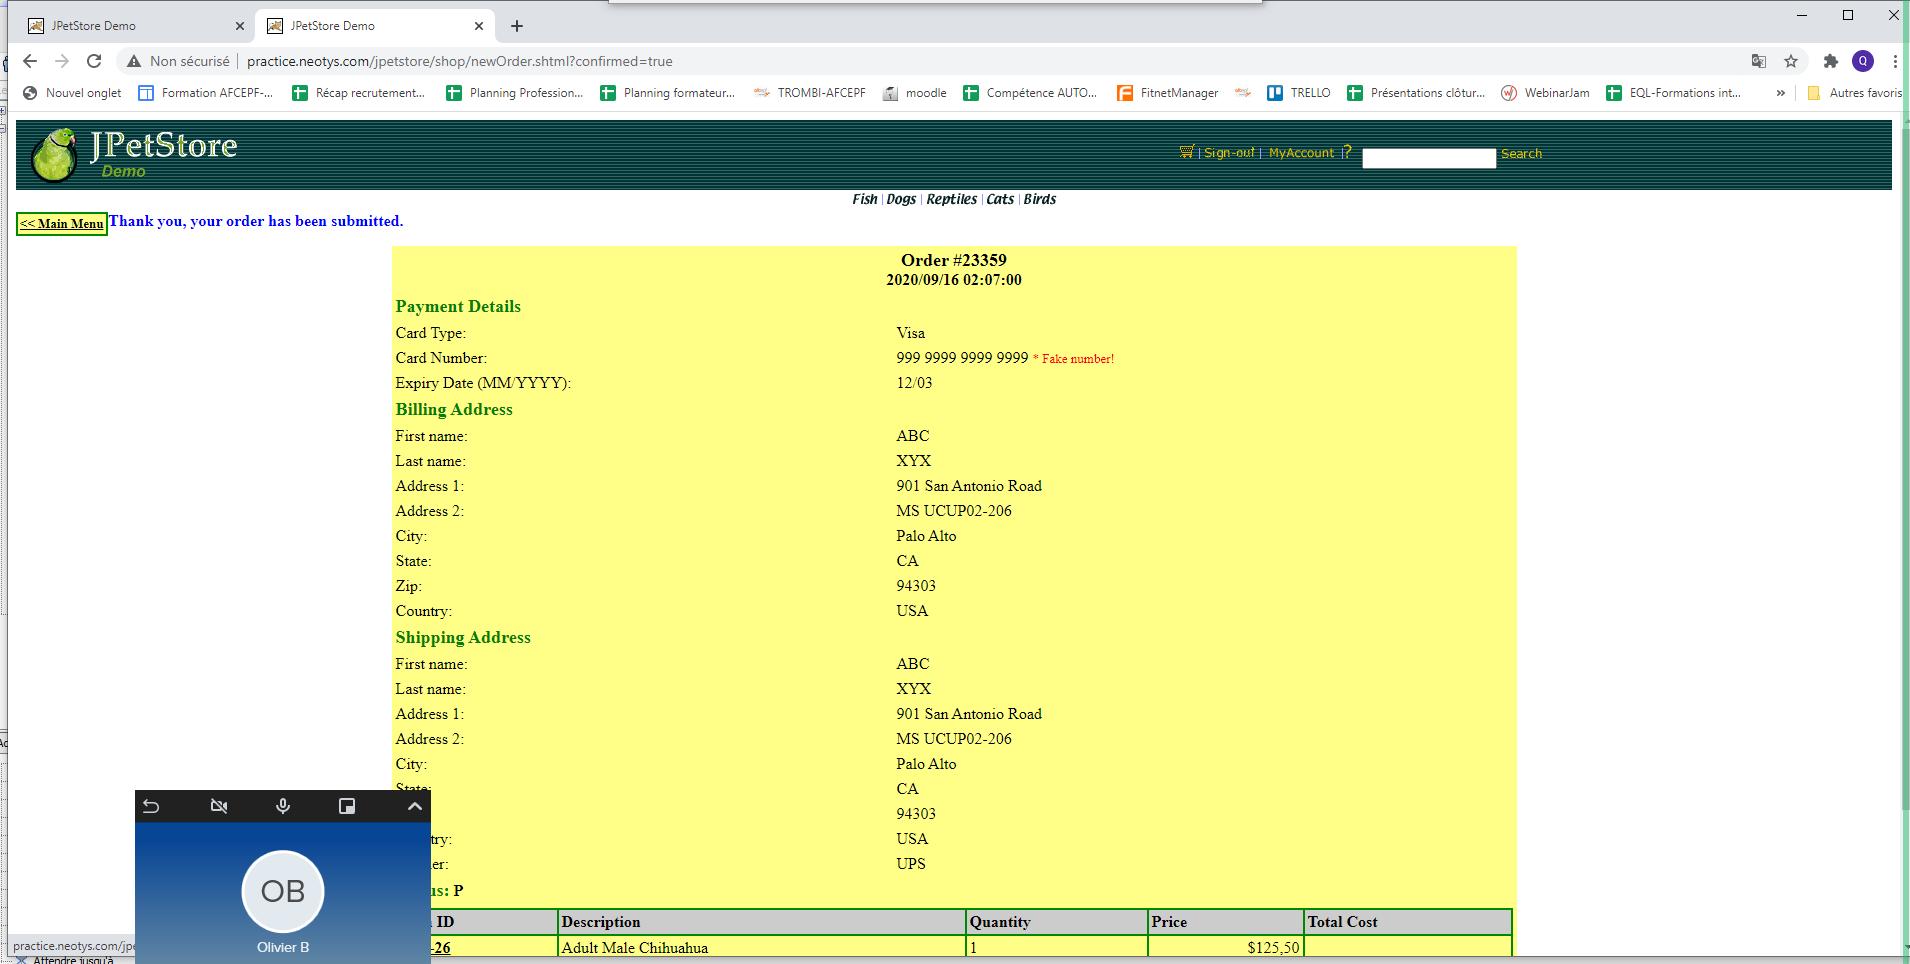 JPetStore Demo
JPetStore Demo
Non sécurisé
practice.neotys.com/jpetstore/shop/newOrder.shtml?confirmed=true
Q
Nouvel onglet
Formation AFCEPF-...
Récap recrutement...
Planning Profession...
Planning formateur...
TROMBI-AFCEPF
moodle
Compétence AUTO...
FitnetManager
TRELLO
Présentations clôtur...
WebinarJam
EQL-Formations int...
»
Autres favoris
JPetStore
Demo
| Sign-out | MyAccount |? Search
Fish | Dogs | Reptiles | Cats | Birds
<< Main Menu Thank you, your order has been submitted.
Order #23359
2020/09/16 02:07:00
Payment Details
Card Type: Visa
Card Number: 999 9999 9999 9999 * Fake number!
Expiry Date (MM/YYYY): 12/03
Billing Address
First name: ABC
Last name: XYX
Address 1: 901 San Antonio Road
Address 2: MS UCUP02-206
City: Palo Alto
State: CA
Zip: 94303
Country: USA
Shipping Address
First name: ABC
Last name: XYX
Address 1: 901 San Antonio Road
Address 2: MS UCUP02-206
City: Palo Alto
State: CA
94303
try: USA
er: UPS
us: P
ID Description Quantity Price Total Cost
-26 Adult Male Chihuahua 1 $125,50
OB
Olivier B
practice.neotys.com/jpe
Attendre jusqu'à